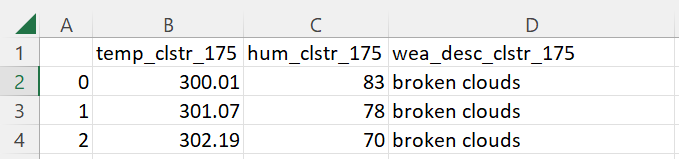 A B C D
1 temp_clstr_175 hum_clstr_175 wea_desc_clstr_175
2 0 300.01 83 broken clouds
3 1 301.07 78 broken clouds
4 2 302.19 70 broken clouds